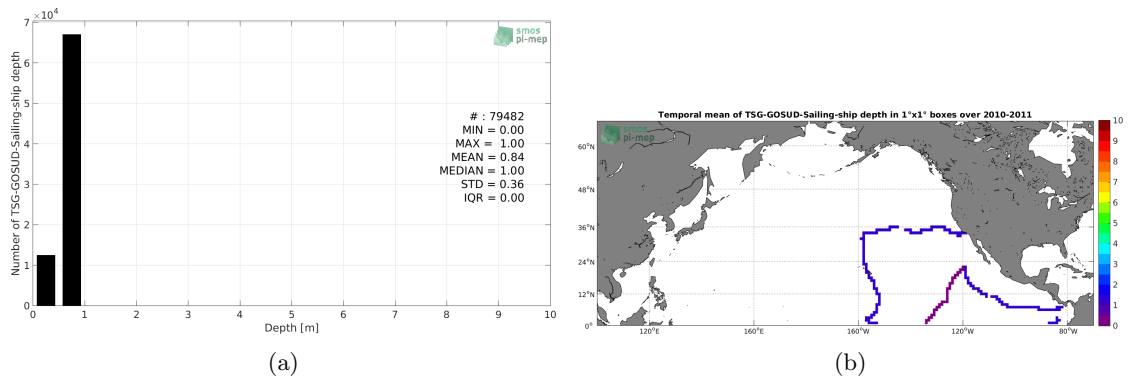 ×10^4
7
6
5
4
3
2
1
0
Number of TSG-GOSUD-Sailing-ship depth
smos
pi-mep
# : 79482
MIN = 0.00
MAX = 1.00
MEAN = 0.84
MEDIAN = 1.00
STD = 0.36
IQR = 0.00
0 1 2 3 4 5 6 7 8 9 10
Depth [m]
(a)
Temporal mean of TSG-GOSUD-Sailing-ship depth in 1°x1° boxes over 2010-2011
smos
pi-mep
60°N
48°N
36°N
24°N
12°N
0°
120°E 160°E 160°W 120°W 80°W
10
9
8
7
6
5
4
3
2
1
0
(b)